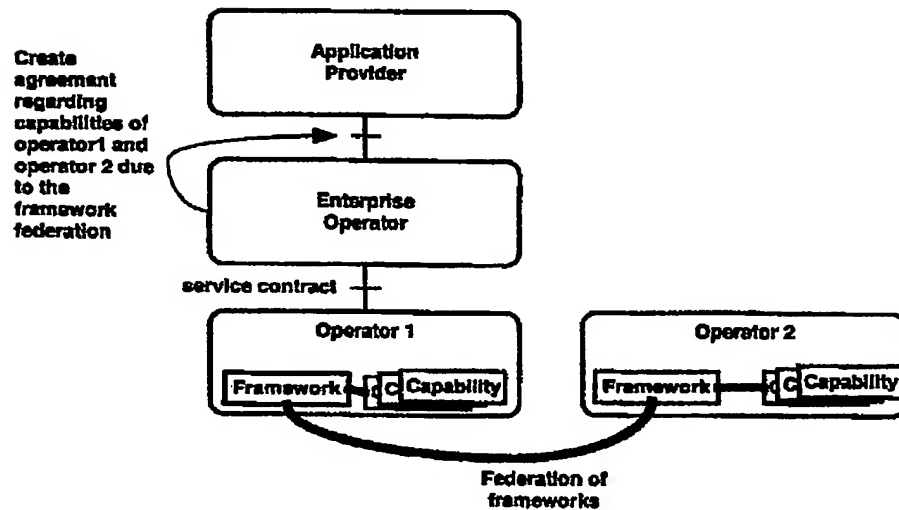 Create
agreement
regarding
capabilities of
operator1 and
operator 2 due
to the
framework
federation
Application
Provider
Enterprise
Operator
service contract
Operator 1
Framework
C
C
Capability
Operator 2
Framework
C
C
Capability
Federation of
frameworks